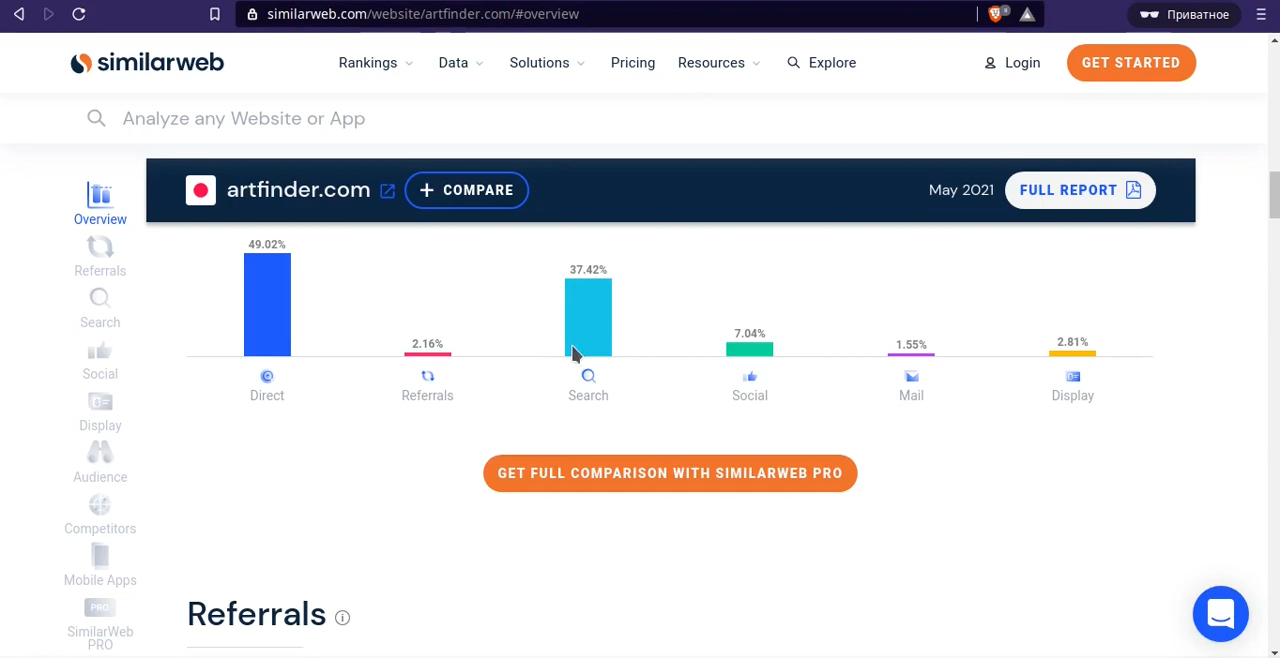 similarweb.com/website/artfinder.com/#overview
Приватное
similarweb
Rankings Data Solutions Pricing Resources Explore Login GET STARTED
Analyze any Website or App
artfinder.com + COMPARE May 2021 FULL REPORT
Overview
Referrals
Search
Social
Display
Audience
Competitors
Mobile Apps
PRO
SimilarWeb
PRO
49.02% 2.16% 37.42% 7.04% 1.55% 2.81%
Direct Referrals Search Social Mail Display
GET FULL COMPARISON WITH SIMILARWEB PRO
Referrals